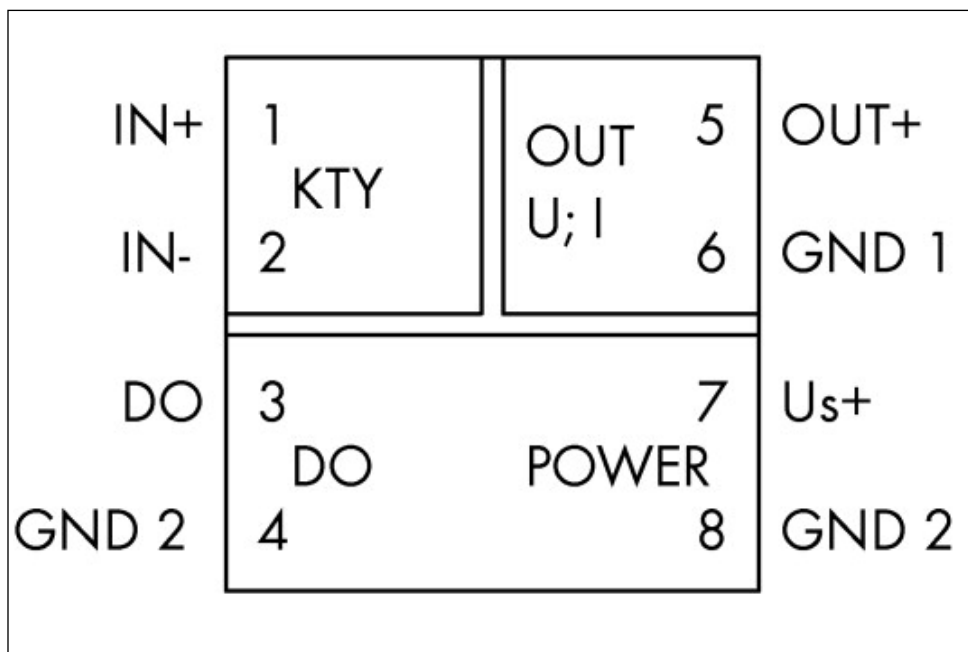 IN+ 1 5 OUT+
KTY OUT
IN- 2 U; I 6 GND 1
DO 3 7 Us+
DO POWER
GND 2 4 8 GND 2